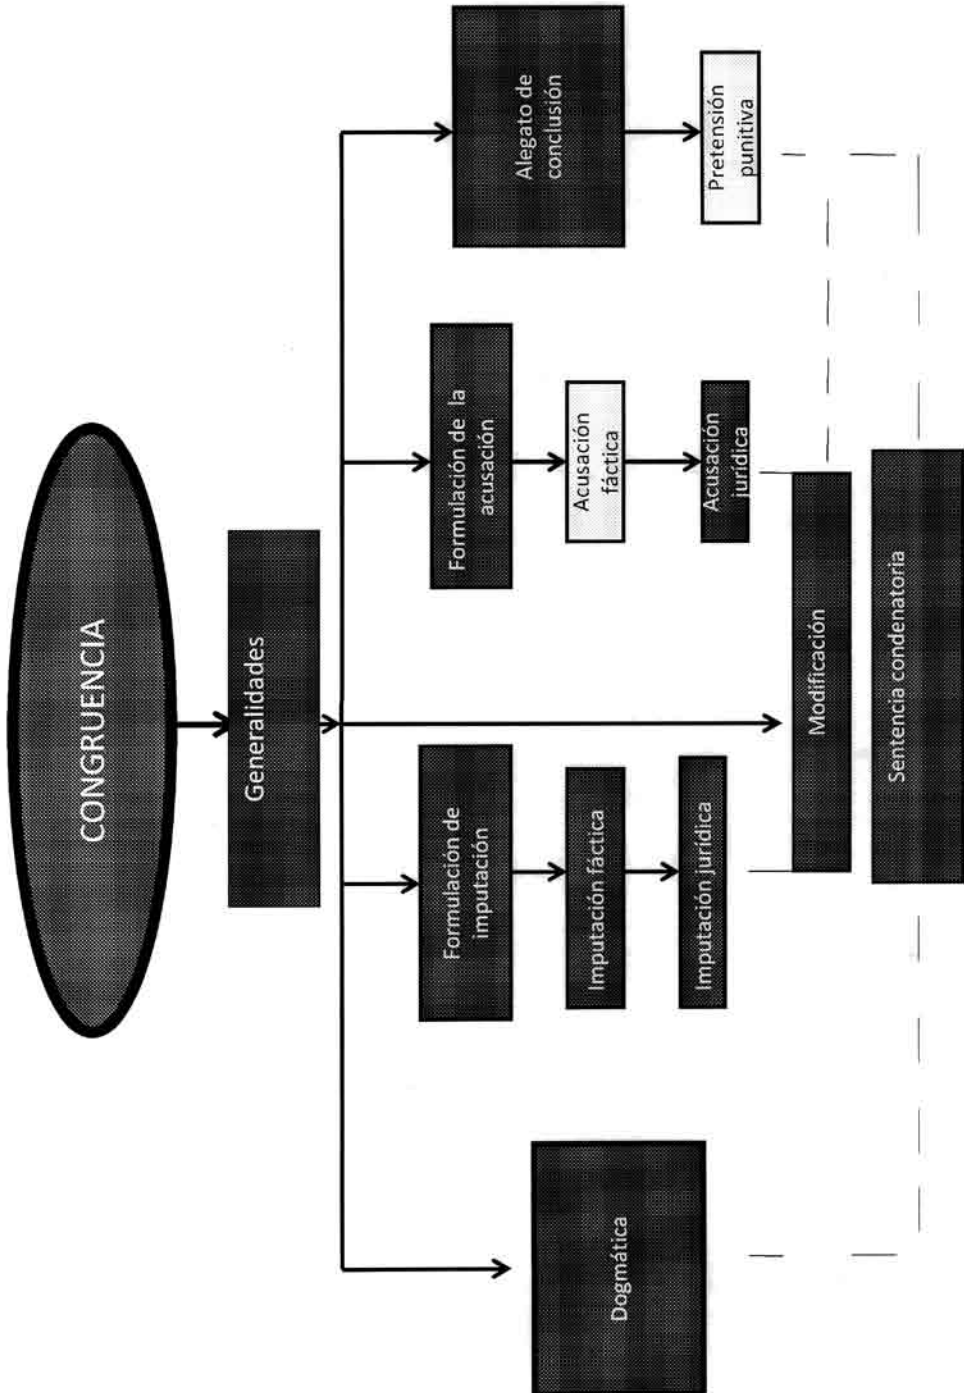 CONGRUENCIA
Generalidades
Dogmática
Formulación de
imputación
Imputación fáctica
Imputación jurídica
Formulación de  la
acusación
Acusación
fáctica
Acusación
jurídica
Alegato de
conclusión
Pretensión
punitiva
Modificación
Sentencia condenatoria